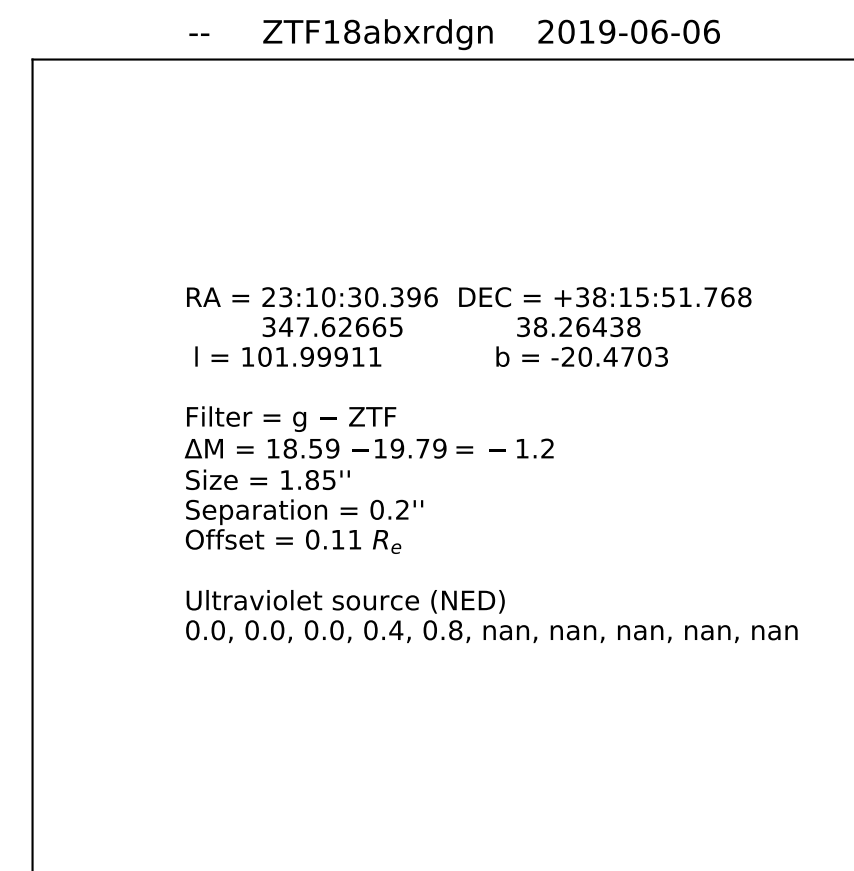 -- ZTF18abxrdgn 2019-06-06
RA = 23:10:30.396 DEC = +38:15:51.768
347.62665 38.26438
l = 101.99911 b = -20.4703
Filter = g − ZTF
ΔM = 18.59 −19.79 = − 1.2
Size = 1.85''
Separation = 0.2''
Offset = 0.11 Re
Ultraviolet source (NED)
0.0, 0.0, 0.0, 0.4, 0.8, nan, nan, nan, nan, nan